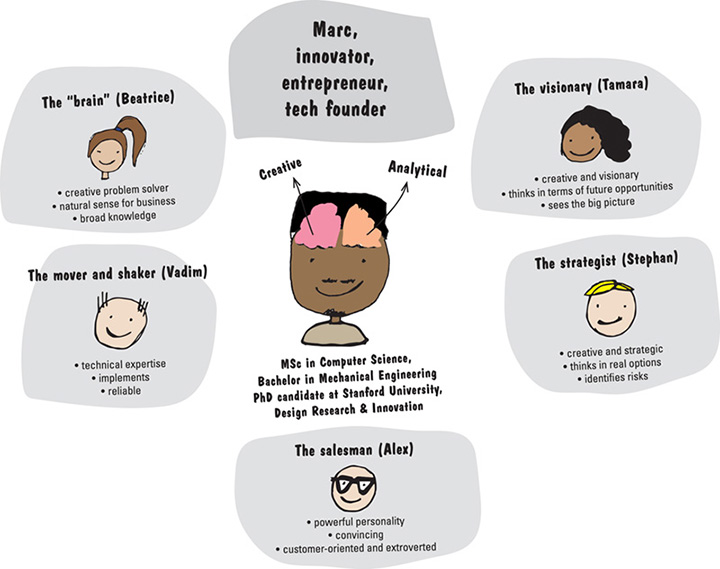 Marc,
innovator,
entrepreneur,
tech founder
The "brain" (Beatrice)
• creative problem solver
• natural sense for business
• broad knowledge
The visionary (Tamara)
• creative and visionary
• thinks in terms of future opportunities
• sees the big picture
Creative
Analytical
The mover and shaker (Vadim)
• technical expertise
• implements
• reliable
The strategist (Stephan)
• creative and strategic
• thinks in real options
• identifies risks
MSc in Computer Science,
Bachelor in Mechanical Engineering
PhD candidate at Stanford University,
Design Research & Innovation
The salesman (Alex)
• powerful personality
• convincing
• customer-oriented and extroverted